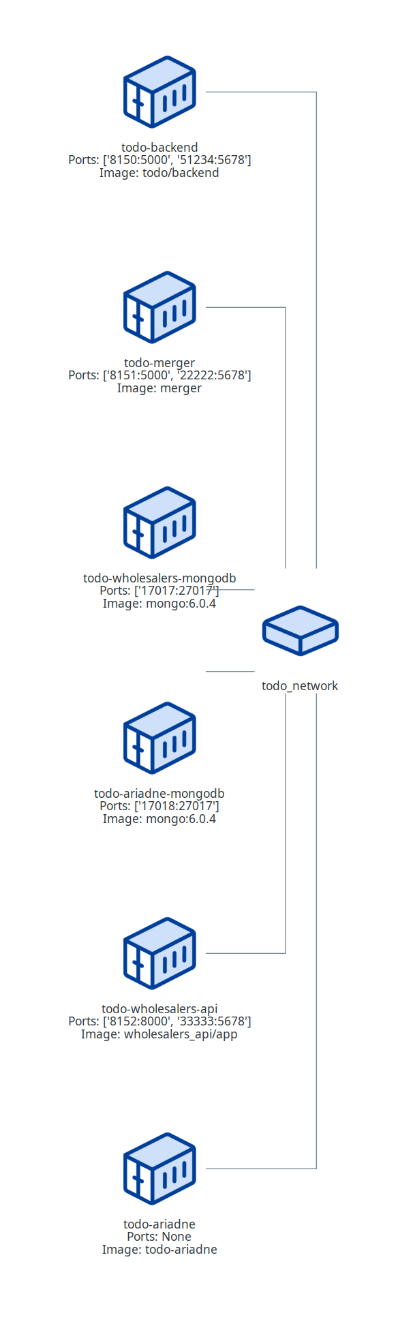 todo-backend
Ports: ['8150:5000', '51234:5678']
Image: todo/backend
todo-merger
Ports: ['8151:5000', '22222:5678']
Image: merger
todo-wholesalers-mongodb
Ports: ['17017:27017']
Image: mongo:6.0.4
todo_network
todo-ariadne-mongodb
Ports: ['17018:27017']
Image: mongo:6.0.4
todo-wholesalers-api
Ports: ['8152:8000', '33333:5678']
Image: wholesalers_api/app
todo-ariadne
Ports: None
Image: todo-ariadne